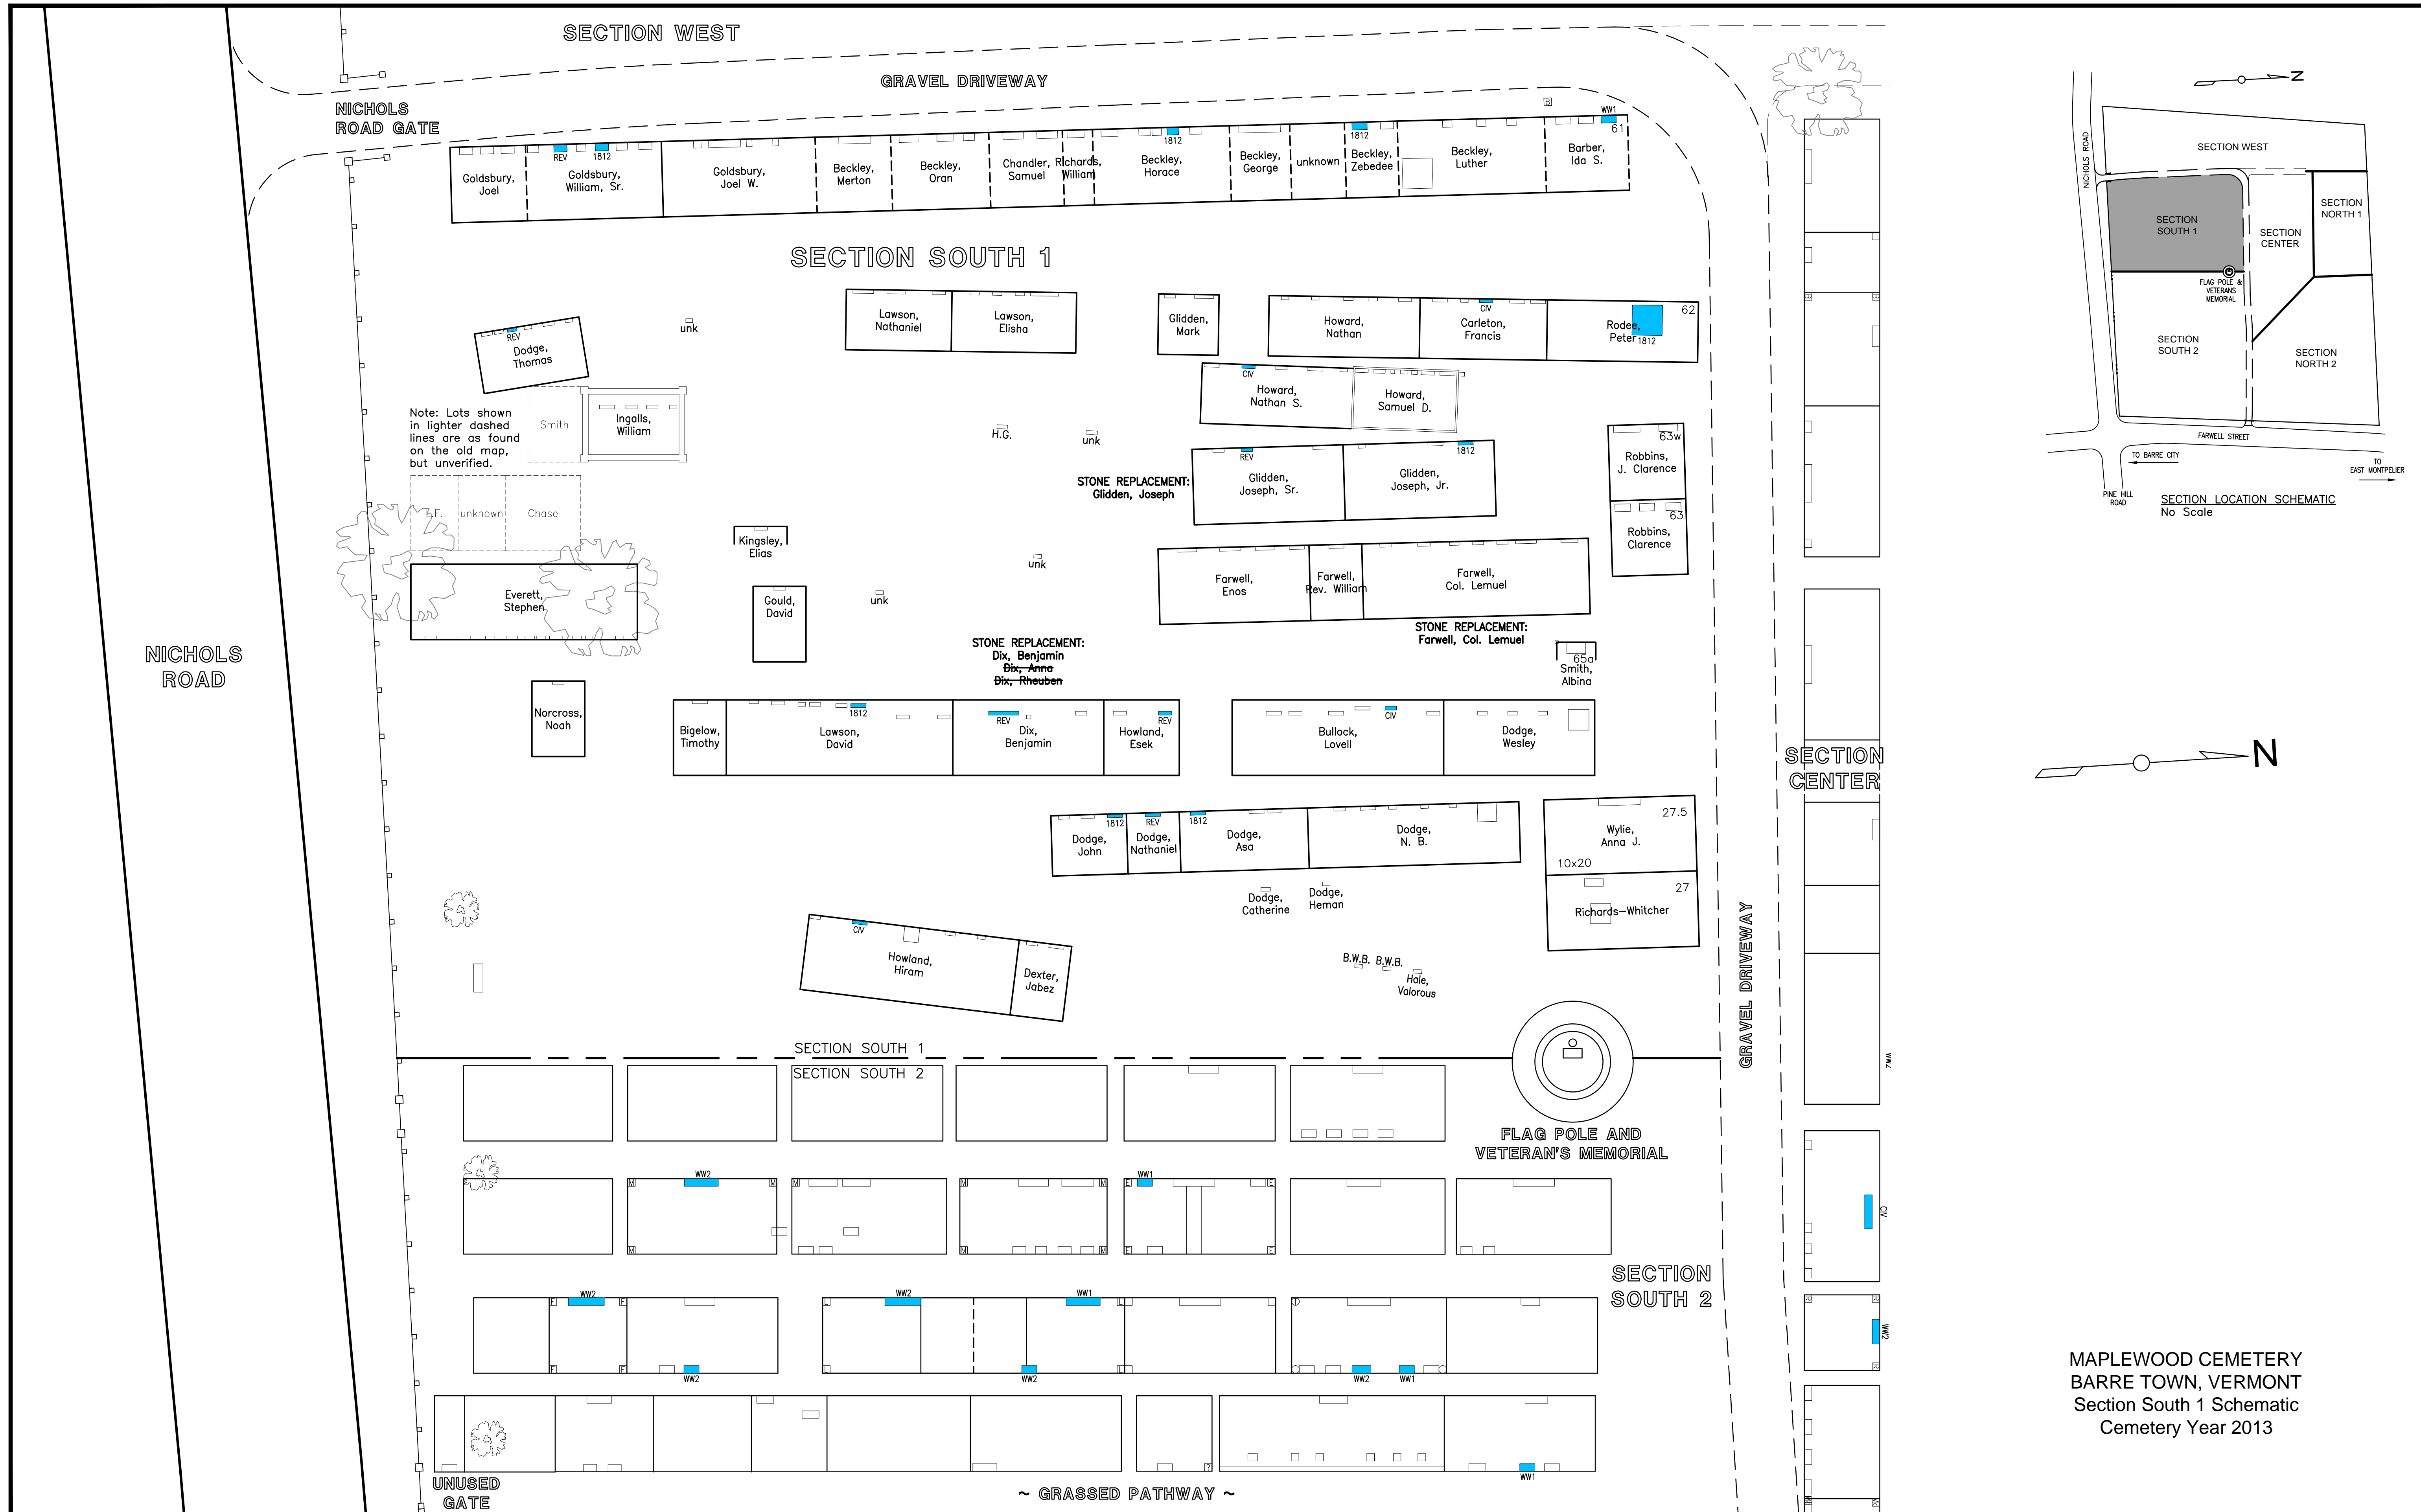 SECTION WEST
GRAVEL DRIVEWAY
NICHOLS
ROAD GATE
B
WW1
61
REV
1812
1812
1812
Goldsbury,
Joel
Goldsbury,
William, Sr.
Goldsbury,
Joel W.
Beckley,
Merton
Beckley,
Oran
Chandler,
Samuel
Richards,
William
Beckley,
Horace
Beckley,
George
unknown
Beckley,
Zebedee
Beckley,
Luther
Barber,
Ida S.
SECTION SOUTH 1
REV
Dodge,
Thomas
unk
Lawson,
Nathaniel
Lawson,
Elisha
Glidden,
Mark
Howard,
Nathan
CIV
Carleton,
Francis
62
Rodee,
Peter
1812
Note: Lots shown
in lighter dashed
lines are as found
on the old map,
but unverified.
Smith
Ingalls,
William
CIV
Howard,
Nathan S.
Howard,
Samuel D.
H.G.
unk
63w
Robbins,
J. Clarence
63
Robbins,
Clarence
STONE REPLACEMENT:
Glidden, Joseph
REV
Glidden,
Joseph, Sr.
1812
Glidden,
Joseph, Jr.
L.F.
unknown
Chase
Kingsley,
Elias
unk
Everett,
Stephen
Gould,
David
unk
Farwell,
Enos
Farwell,
Rev. William
Farwell,
Col. Lemuel
STONE REPLACEMENT:
Farwell, Col. Lemuel
STONE REPLACEMENT:
Dix, Benjamin
Dix, Anna
Dix, Rheuben
65a
Smith,
Albina
NICHOLS
ROAD
Norcross,
Noah
Bigelow,
Timothy
1812
Lawson,
David
REV
Dix,
Benjamin
REV
Howland,
Esek
CIV
Bullock,
Lovell
Dodge,
Wesley
SECTION
CENTER
1812
Dodge,
John
REV
Dodge,
Nathaniel
1812
Dodge,
Asa
Dodge,
N. B.
27.5
Wylie,
Anna J.
10x20
27
Richards-Whitcher
Dodge,
Catherine
Dodge,
Heman
CIV
Howland,
Hiram
Dexter,
Jabez
B.W.B.
B.W.B.
Hale,
Valorous
GRAVEL DRIVEWAY
SECTION SOUTH 1
SECTION SOUTH 2
WW2
FLAG POLE AND
VETERAN'S MEMORIAL
WW2
WW1
M
M
M
M
M
E
E
M
M
M
E
E
CIV
SECTION
SOUTH 2
WW2
WW2
WW1
F
F
L
L
F
F
L
L
WW2
WW2
WW2
WW1
WW2
?
WW1
UNUSED
GATE
~ GRASSED PATHWAY ~
N
NICHOLS ROAD
SECTION WEST
SECTION
SOUTH 1
SECTION
NORTH 1
SECTION
CENTER
FLAG POLE &
VETERANS
MEMORIAL
SECTION
SOUTH 2
SECTION
NORTH 2
FARWELL STREET
TO BARRE CITY
TO
EAST MONTPELIER
PINE HILL
ROAD
SECTION LOCATION SCHEMATIC
No Scale
N
MAPLEWOOD CEMETERY
BARRE TOWN, VERMONT
Section South 1 Schematic
Cemetery Year 2013